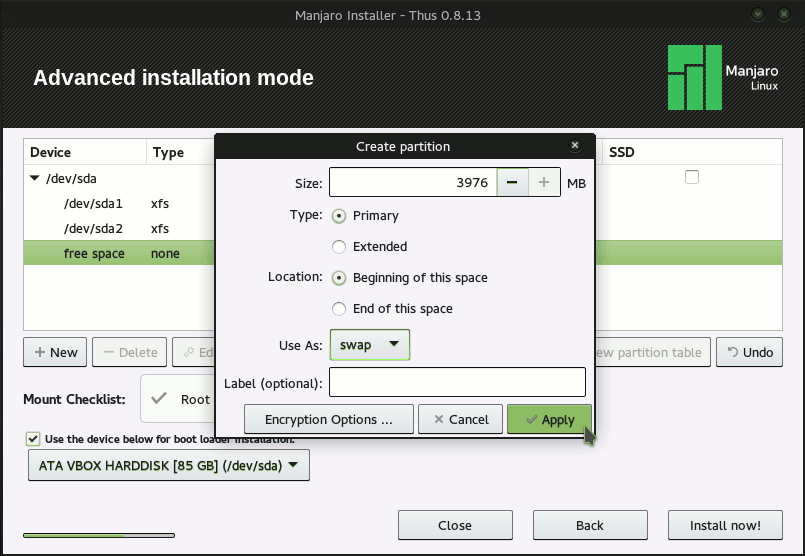 Manjaro Installer - Thus 0.8.13
Advanced installation mode
Manjaro
Linux
Create partition
Device Type SSD
Size: 3976 MB
/dev/sda
Type: Primary
/dev/sda1 xfs
/dev/sda2 xfs
Extended
free space none
Location: Beginning of this space
End of this space
Use As: swap
New Delete Ed ew partition table Undo
Label (optional):
Mount Checklist: Root
Encryption Options ... Cancel Apply
Use the device below for boot loader installation.
ATA VBOX HARDDISK [85 GB] (/dev/sda)
Close Back Install now!